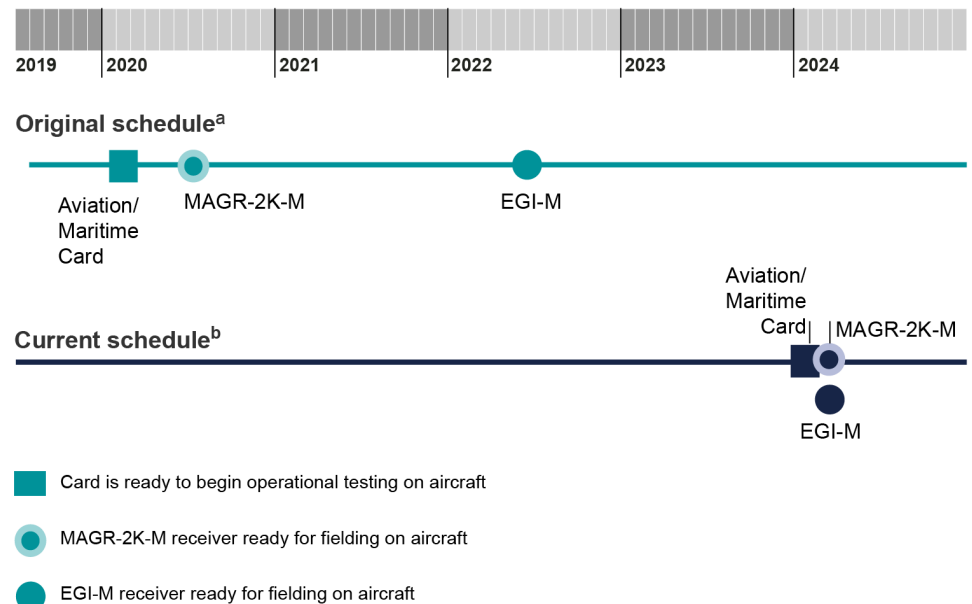 2019 2020 2021 2022 2023 2024
Original scheduleᵃ
Aviation/
Maritime
Card
MAGR-2K-M
EGI-M
Current scheduleᵇ
Aviation/
Maritime
Card
MAGR-2K-M
EGI-M
Card is ready to begin operational testing on aircraft
MAGR-2K-M receiver ready for fielding on aircraft
EGI-M receiver ready for fielding on aircraft